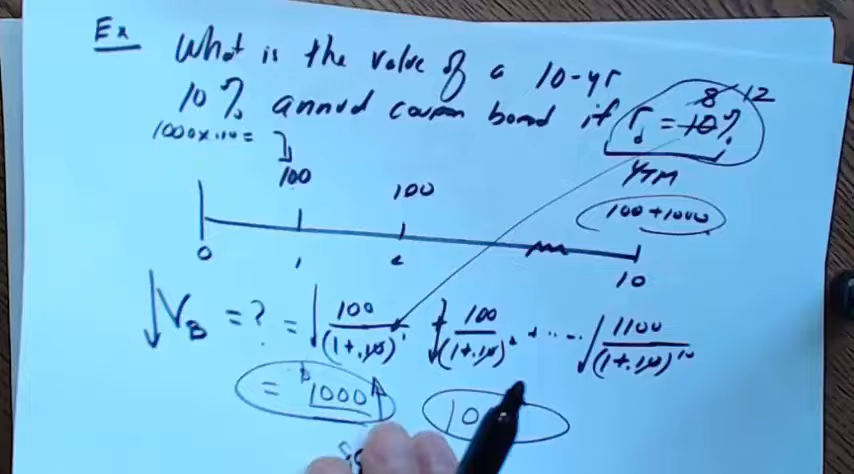 Ex What is the value of a 10-yr
8 12
10% annual coupon bond if rd = 10%
1000x.10=
YTM
100 100 100+1000
0 1 2 10
VB = ? = 100/(1+.10)^1 + 100/(1+.10)^2 + .... 1100/(1+.10)^10
= $1000 10